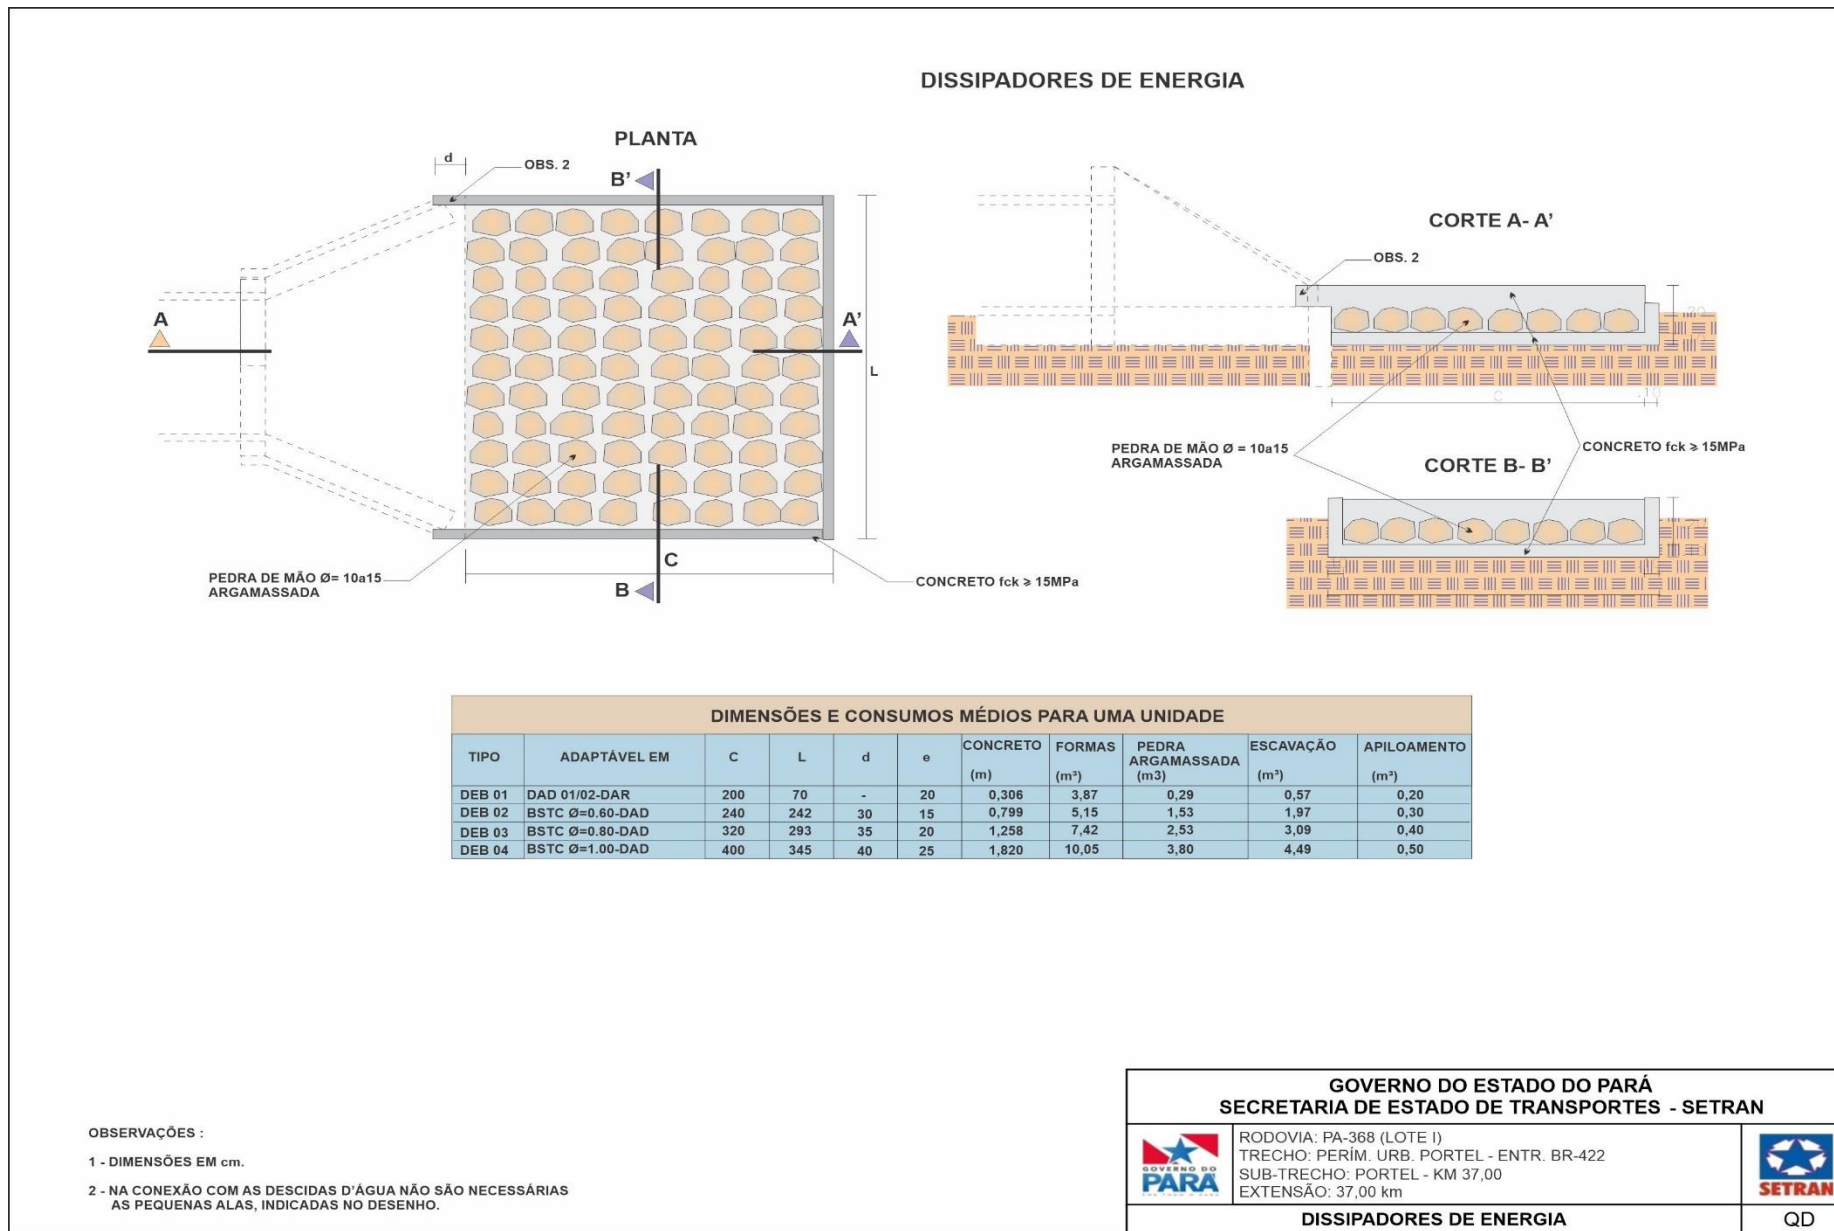 DISSIPADORES DE ENERGIA
PLANTA
d
OBS. 2
B'
A
A'
L
C
B
PEDRA DE MÃO Ø= 10a15
ARGAMASSADA
CONCRETO fck ≥ 15MPa
CORTE A- A'
OBS. 2
C
.10
PEDRA DE MÃO Ø = 10a15
ARGAMASSADA
CONCRETO fck ≥ 15MPa
CORTE B- B'
DIMENSÕES E CONSUMOS MÉDIOS PARA UMA UNIDADE
TIPO ADAPTÁVEL EM C L d e CONCRETO (m) FORMAS (m³) PEDRA ARGAMASSADA (m3) ESCAVAÇÃO (m³) APILOAMENTO (m³)
DEB 01 DAD 01/02-DAR 200 70 - 20 0,306 3,87 0,29 0,57 0,20
DEB 02 BSTC Ø=0.60-DAD 240 242 30 15 0,799 5,15 1,53 1,97 0,30
DEB 03 BSTC Ø=0.80-DAD 320 293 35 20 1,258 7,42 2,53 3,09 0,40
DEB 04 BSTC Ø=1.00-DAD 400 345 40 25 1,820 10,05 3,80 4,49 0,50
OBSERVAÇÕES :
1 - DIMENSÕES EM cm.
2 - NA CONEXÃO COM AS DESCIDAS D'ÁGUA NÃO SÃO NECESSÁRIAS
AS PEQUENAS ALAS, INDICADAS NO DESENHO.
GOVERNO DO ESTADO DO PARÁ
SECRETARIA DE ESTADO DE TRANSPORTES - SETRAN
GOVERNO DO
PARÁ
RODOVIA: PA-368 (LOTE I)
TRECHO: PERÍM. URB. PORTEL - ENTR. BR-422
SUB-TRECHO: PORTEL - KM 37,00
EXTENSÃO: 37,00 km
SETRAN
DISSIPADORES DE ENERGIA
QD